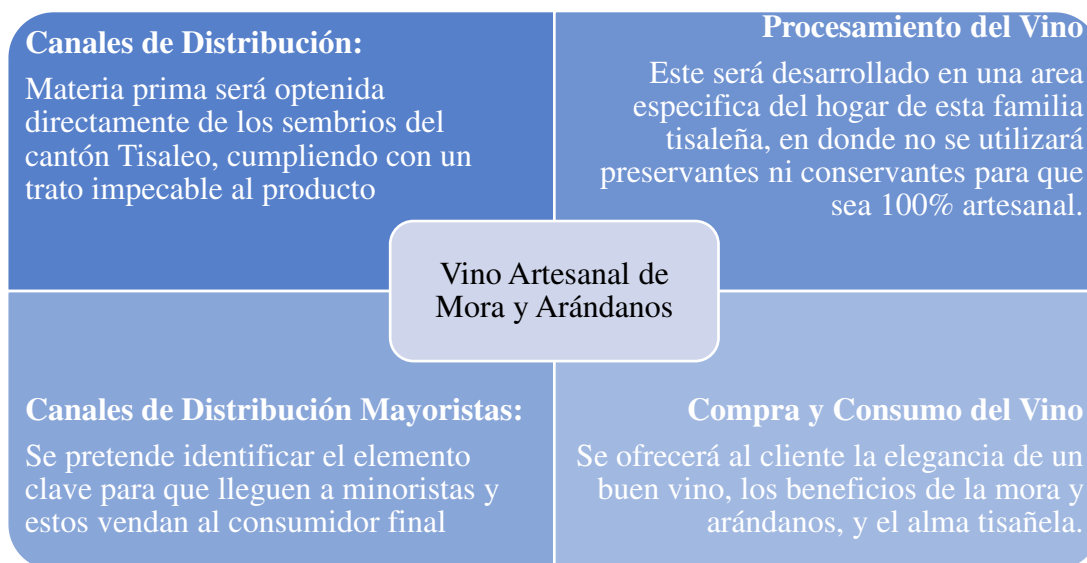 Canales de Distribución:
Materia prima será optenida
directamente de los sembrios del
cantón Tisaleo, cumpliendo con un
trato impecable al producto
Procesamiento del Vino
Este será desarrollado en una area
especifica del hogar de esta familia
tisaleña, en donde no se utilizará
preservantes ni conservantes para que
sea 100% artesanal.
Vino Artesanal de
Mora y Arándanos
Canales de Distribución Mayoristas:
Se pretende identificar el elemento
clave para que lleguen a minoristas y
estos vendan al consumidor final
Compra y Consumo del Vino
Se ofrecerá al cliente la elegancia de un
buen vino, los beneficios de la mora y
arándanos, y el alma tisañela.